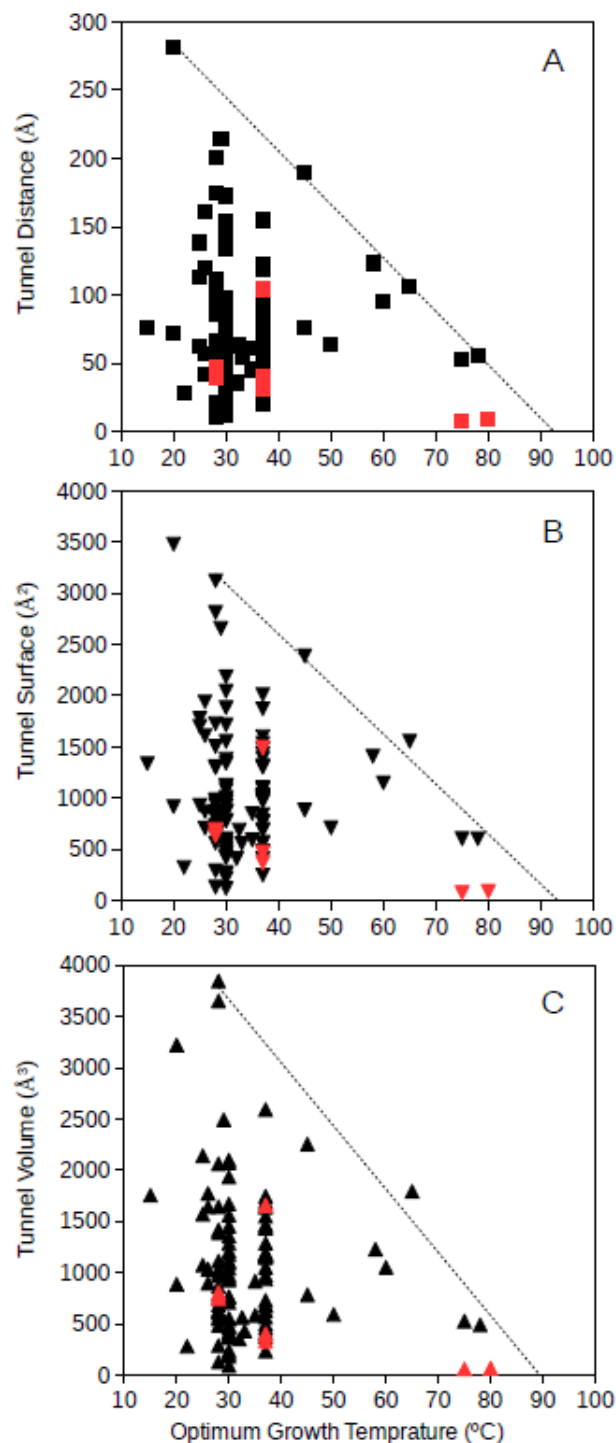 A
Tunnel Distance (Å)
300
250
200
150
100
50
0
10 20 30 40 50 60 70 80 90 100
B
Tunnel Surface (Å²)
4000
3500
3000
2500
2000
1500
1000
500
0
10 20 30 40 50 60 70 80 90 100
C
Tunnel Volume (Å³)
4000
3500
3000
2500
2000
1500
1000
500
0
10 20 30 40 50 60 70 80 90 100
Optimum Growth Temprature (ºC)